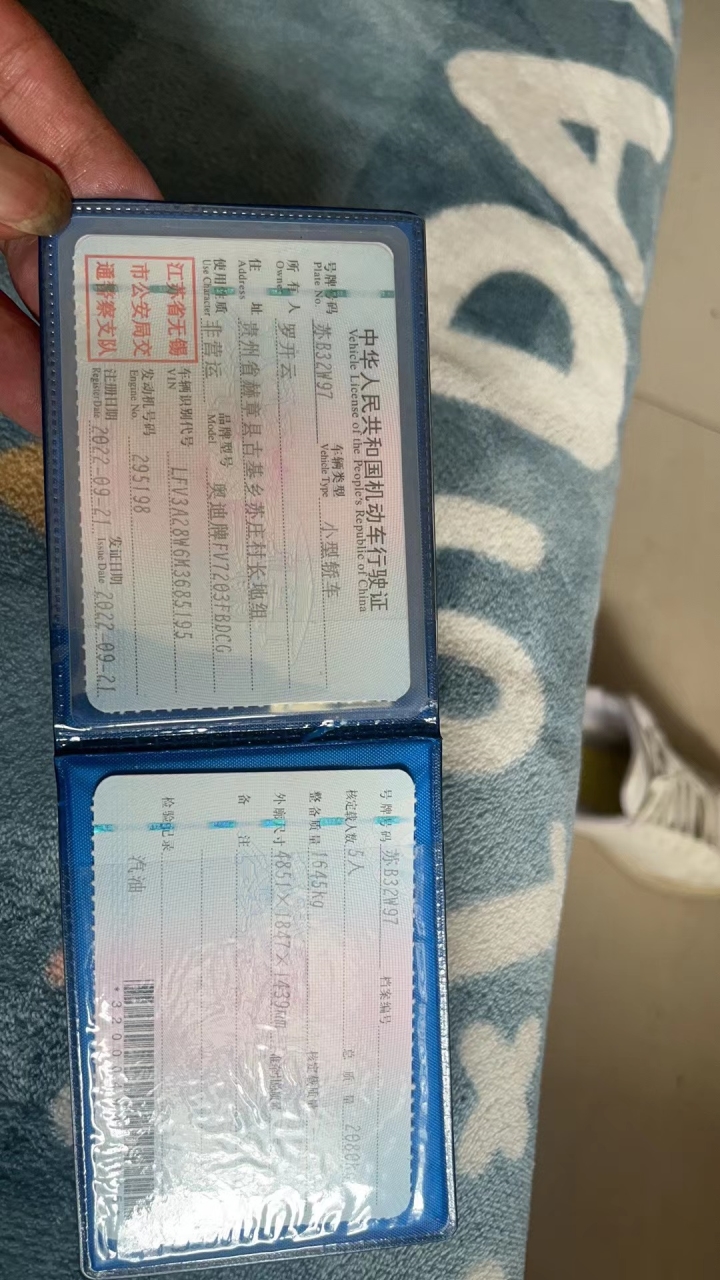 中华人民共和国机动车行驶证
Vehicle License of the People's Republic of China
号牌号码 苏B32W97 车辆类型 小型轿车
Plate No. Vehicle Type
所有人 罗开云
Owner
住址 贵州省赫章县古基乡苏庄村长地组
Address
使用性质 非营运 品牌型号 奥迪牌FV7203FBDCG
Use Character Model
江苏省无锡
市公安局交
通警察支队
车辆识别代号 LFV3A28W6M3685195
VIN
发动机号码 295198
Engine No.
注册日期 2022-09-21 发证日期 2022-09-21
Register Date Issue Date
号牌号码 苏B32W97 档案编号
核定载人数 5人 总质量
整备质量 1645kg 核定载质量
外廓尺寸 4851×1847×1439mm
备注
检验记录
汽油